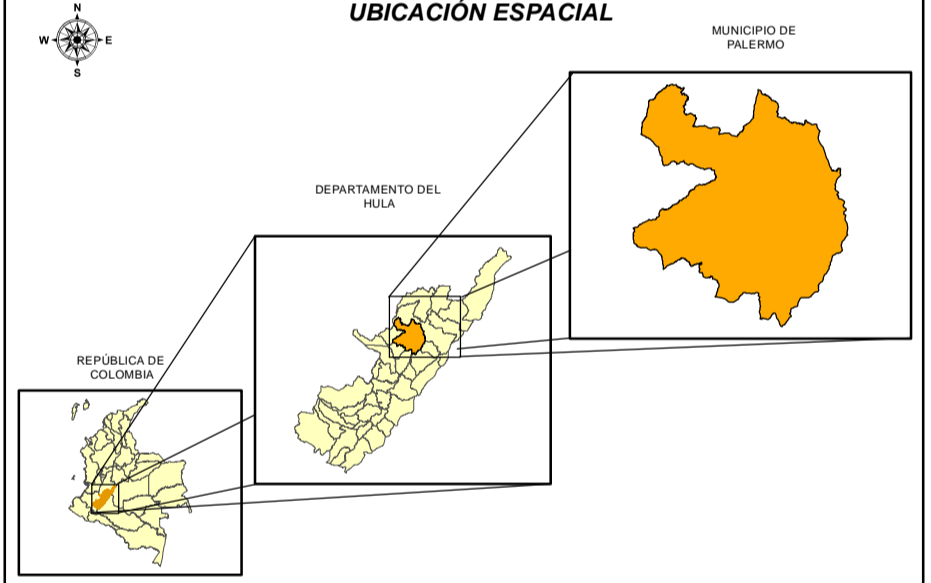 UBICACIÓN ESPACIAL
N
W
E
S
MUNICIPIO DE
PALERMO
DEPARTAMENTO DEL
HULA
REPÚBLICA DE
COLOMBIA